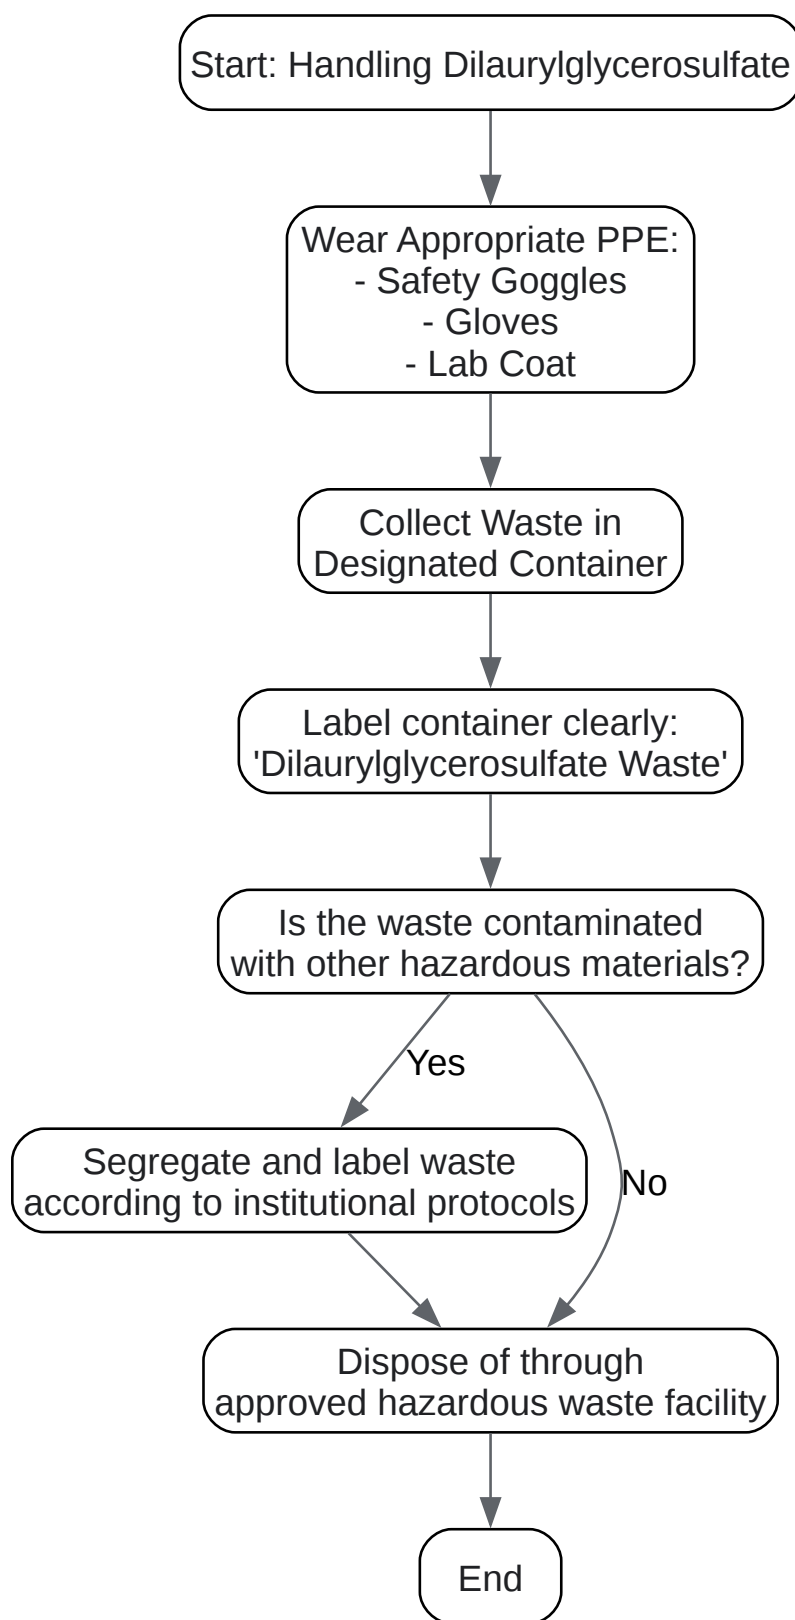 Start: Handling Dilaurylglycerosulfate
Wear Appropriate PPE:
- Safety Goggles
- Gloves
- Lab Coat
Collect Waste in
Designated Container
Label container clearly:
'Dilaurylglycerosulfate Waste'
Is the waste contaminated
with other hazardous materials?
Yes
Segregate and label waste
according to institutional protocols
No
Dispose of through
approved hazardous waste facility
End